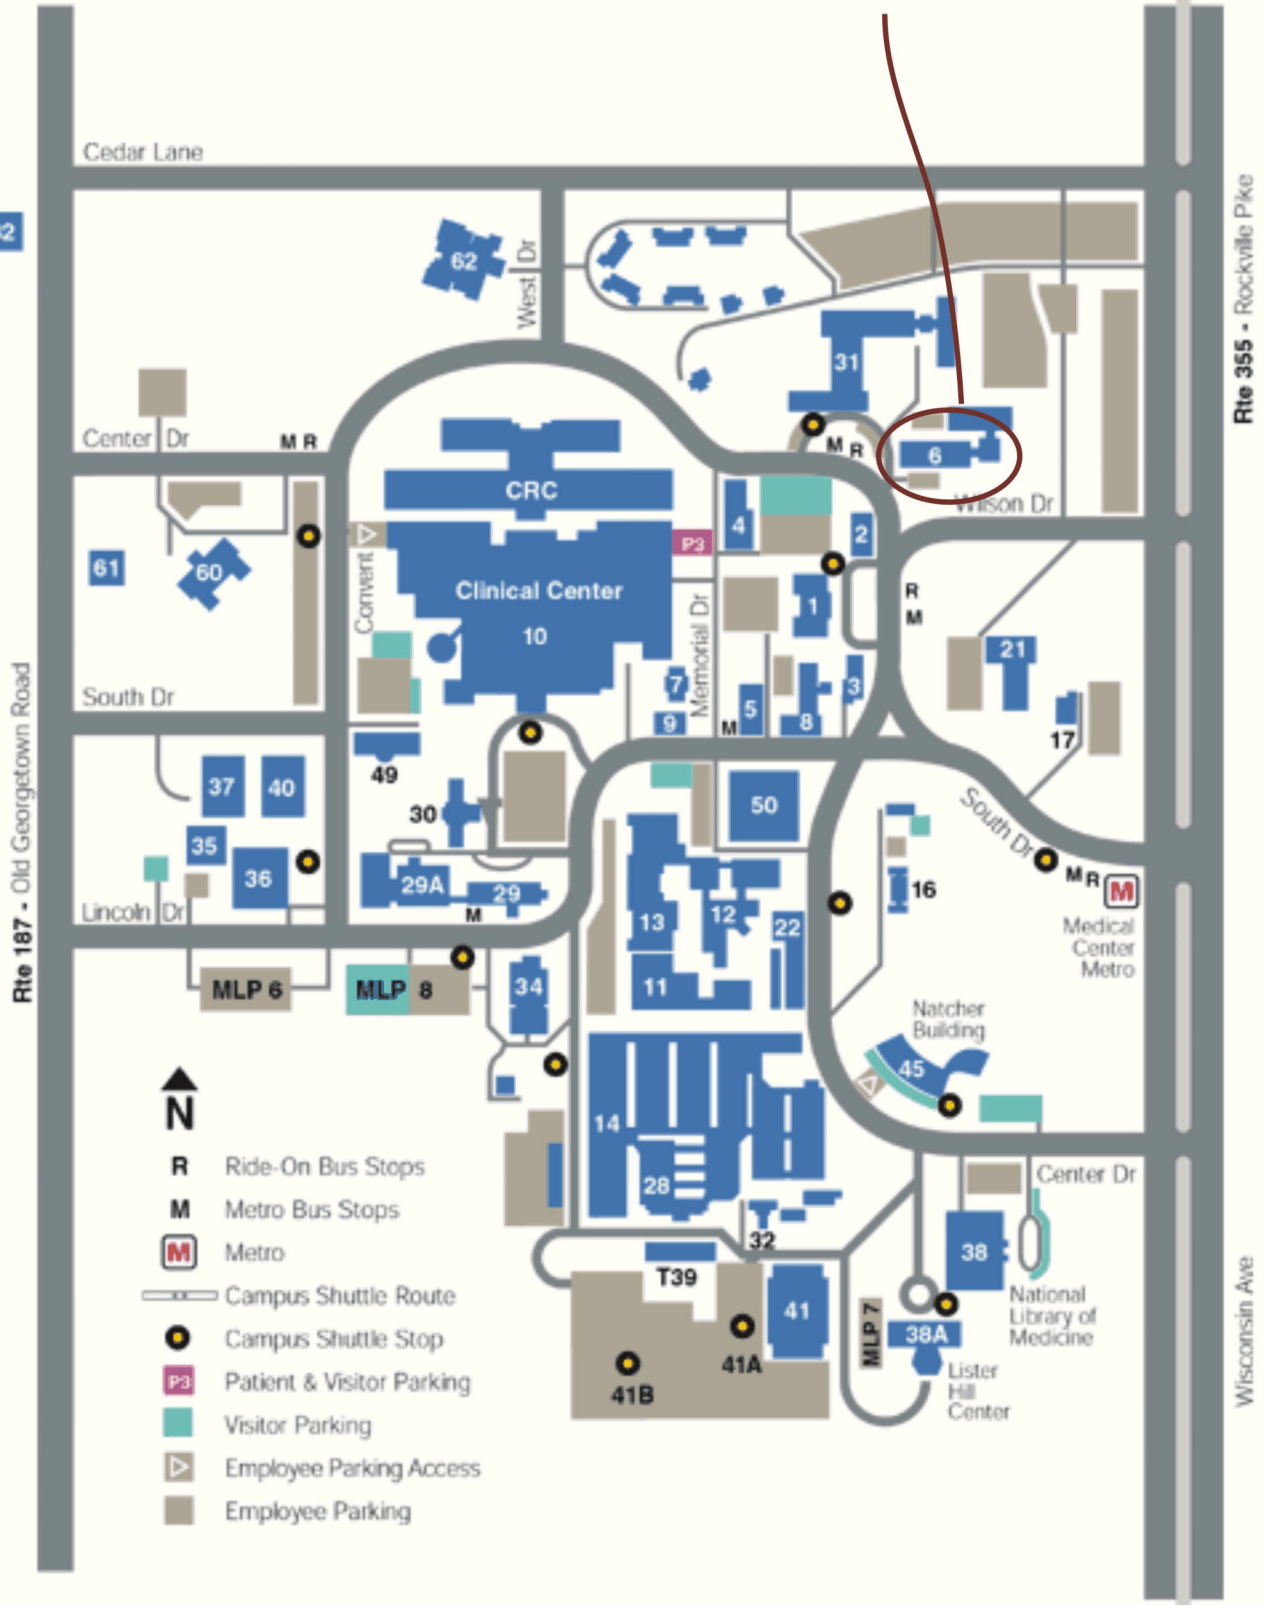 Cedar Lane
32
62
West Dr
Rte 355 - Rockville Pike
31
Center Dr
M R
M R
6
Wilson Dr
CRC
4
2
P3
61
60
Convent
Clinical Center
10
Memorial Dr
1
R
M
21
7
5
8
3
9
M
17
South Dr
Rte 187 - Old Georgetown Road
49
37
40
30
50
South Dr
35
36
29A
29
M
16
M R
M
Medical
Center
Metro
13
12
22
Lincoln Dr
MLP 6
MLP 8
34
11
Natcher
Building
45
N
14
28
Center Dr
R Ride-On Bus Stops
M Metro Bus Stops
M Metro
Campus Shuttle Route
Campus Shuttle Stop
P3 Patient & Visitor Parking
Visitor Parking
Employee Parking Access
Employee Parking
32
T39
41
41A
41B
MLP 7
38
National
Library of
Medicine
38A
Lister
Hill
Center
Wisconsin Ave